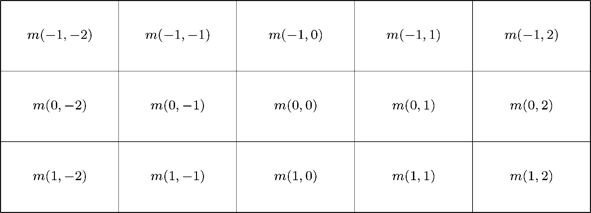 m(−1, −2) m(−1, −1) m(−1, 0) m(−1, 1) m(−1, 2)
m(0, −2) m(0, −1) m(0, 0) m(0, 1) m(0, 2)
m(1, −2) m(1, −1) m(1, 0) m(1, 1) m(1, 2)